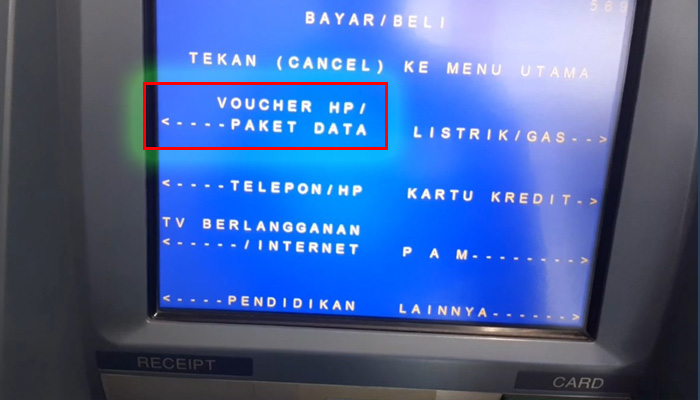 569
BAYAR/BELI
TEKAN (CANCEL) KE MENU UTAMA
VOUCHER HP/
<----PAKET DATA
LISTRIK/GAS-->
<----TELEPON/HP
KARTU KREDIT->
TV BERLANGGANAN
<-----/INTERNET
P A M-------->
<----PENDIDIKAN
LAINNYA------>
RECEIPT
CARD